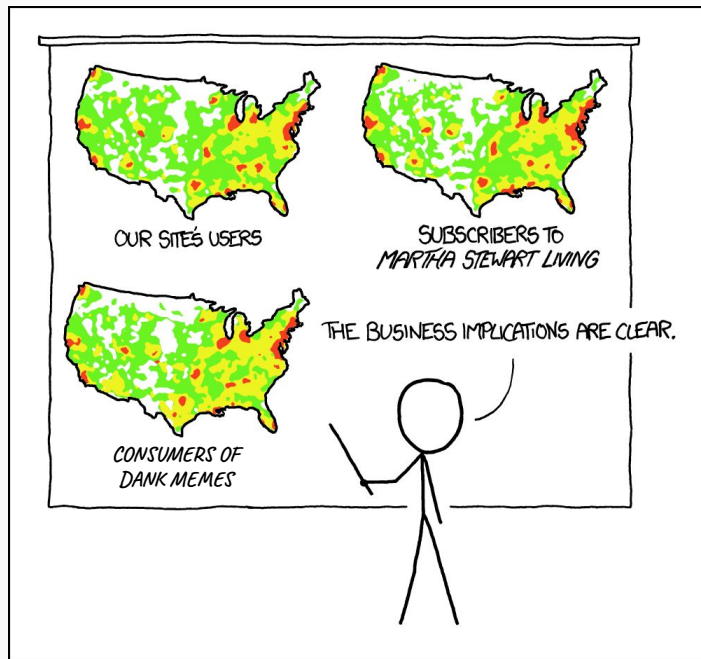 OUR SITE'S USERS
SUBSCRIBERS TO
MARTHA STEWART LIVING
THE BUSINESS IMPLICATIONS ARE CLEAR.
CONSUMERS OF
DANK MEMES